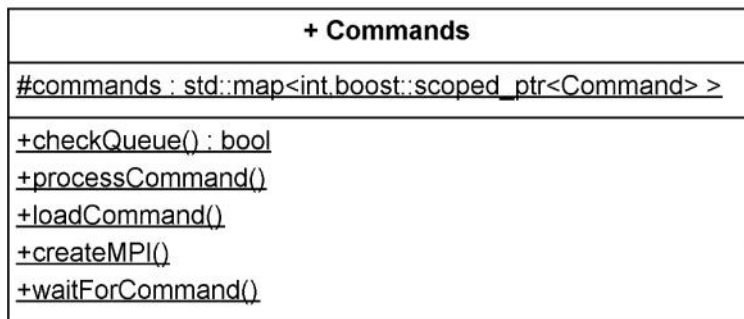 + Commands
#commands : std::map<int,boost::scoped_ptr<Command> >
+checkQueue() : bool
+processCommand()
+loadCommand()
+createMPI()
+waitForCommand()